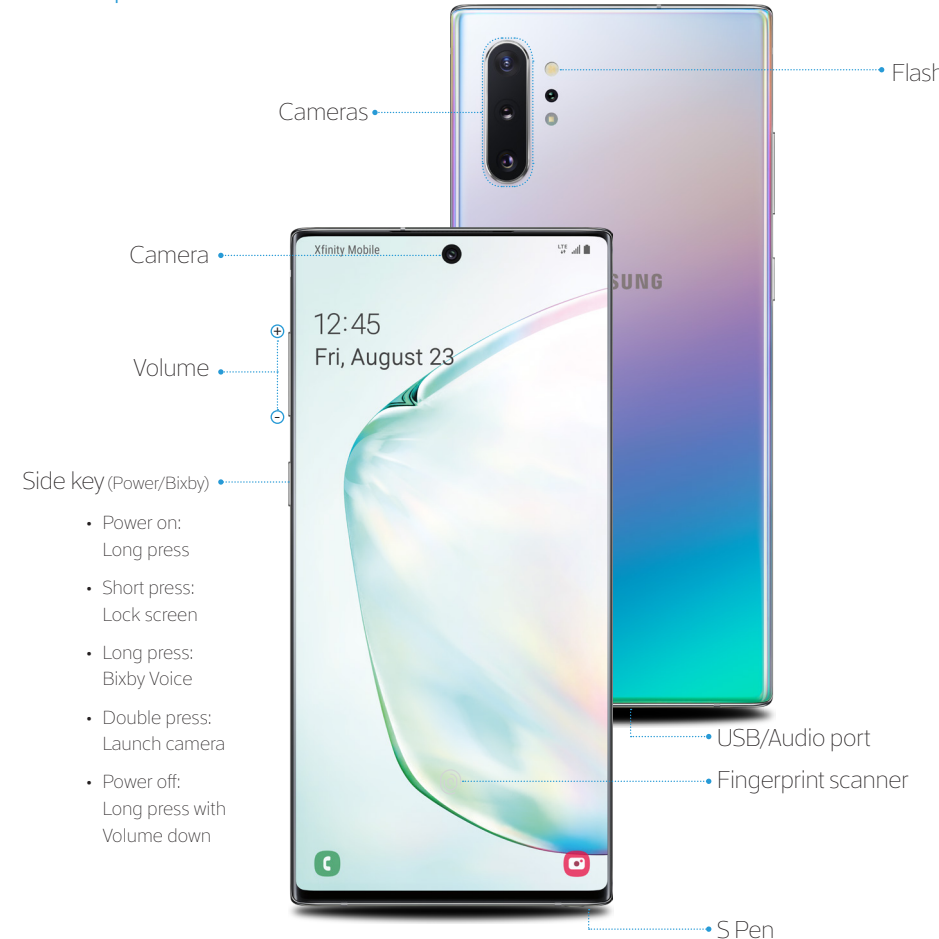 Flash
Cameras
Camera
Xfinity Mobile
LTE
SUNG
12:45
Fri, August 23
+
Volume
-
Side key (Power/Bixby)
• Power on:
Long press
• Short press:
Lock screen
• Long press:
Bixby Voice
• Double press:
Launch camera
• Power off:
Long press with
Volume down
USB/Audio port
Fingerprint scanner
S Pen